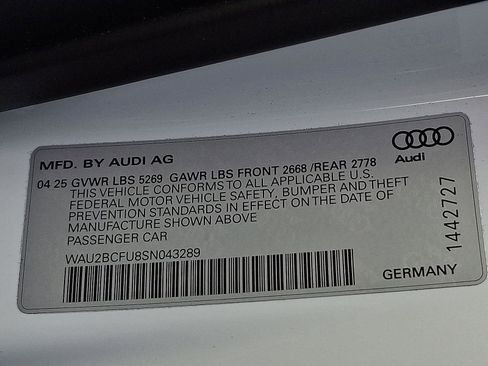 MFD. BY AUDI AG
Audi
04 25 GVWR LBS 5269 GAWR LBS FRONT 2668 /REAR 2778
THIS VEHICLE CONFORMS TO ALL APPLICABLE U.S.
FEDERAL MOTOR VEHICLE SAFETY, BUMPER AND THEFT
PREVENTION STANDARDS IN EFFECT ON THE DATE OF
MANUFACTURE SHOWN ABOVE
PASSENGER CAR
WAU2BCFU8SN043289
GERMANY
1442727